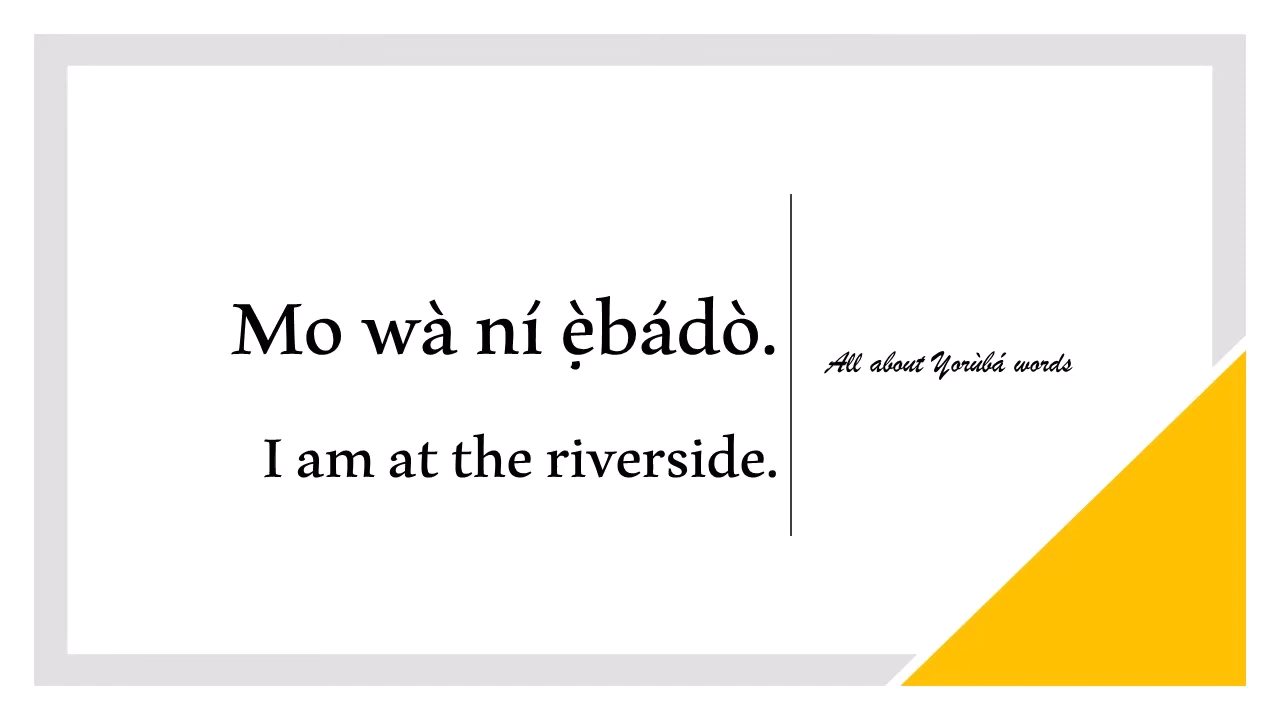 Mo wà ní ẹ̀bádò.
I am at the riverside.
All about Yorùbá words